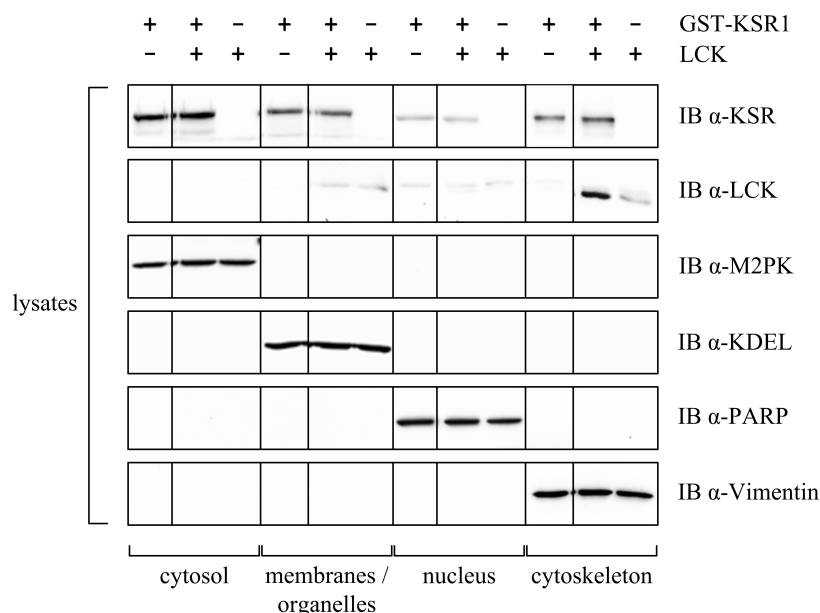 + + − + + − + + − + + − GST-KSR1
− + + − + + − + + − + + LCK
IB α-KSR
IB α-LCK
IB α-M2PK
lysates
IB α-KDEL
IB α-PARP
IB α-Vimentin
cytosol membranes / nucleus cytoskeleton
organelles